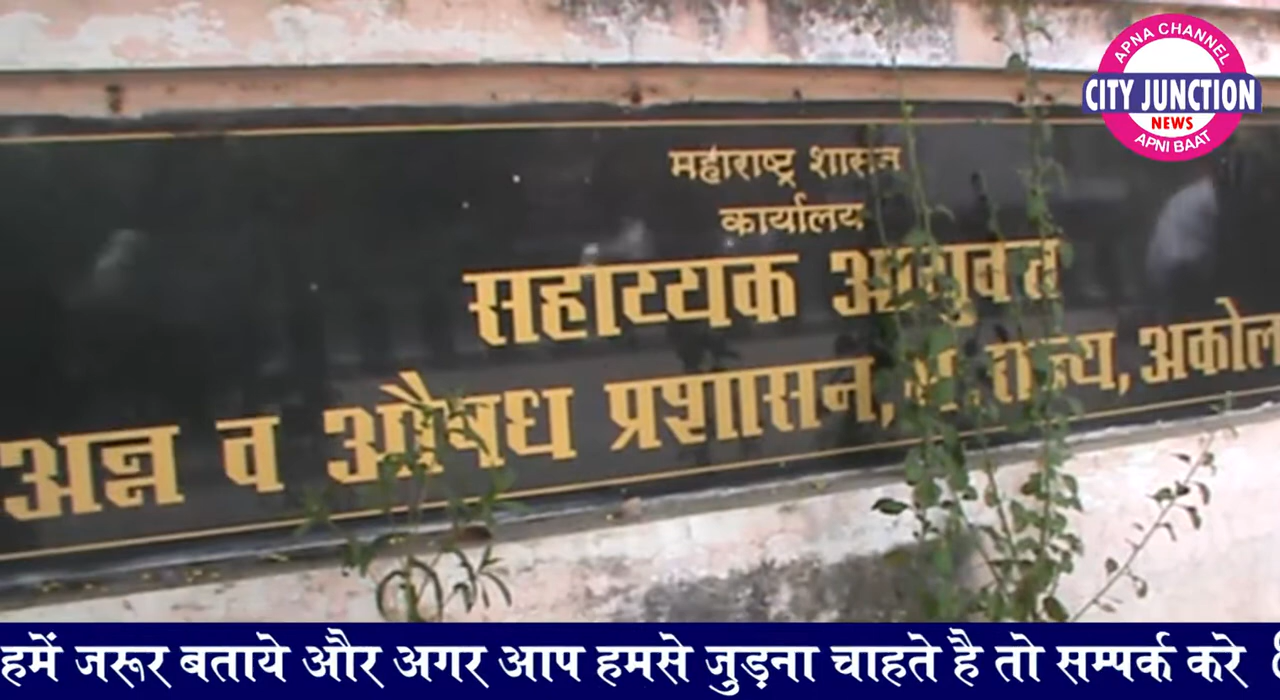 APNA CHANNEL
CITY JUNCTION
NEWS
APNI BAAT
महाराष्ट्र शासन
कार्यालय
सहाय्यक आयुक्त
अन्न व औषध प्रशासन, म. राज्य, अकोल
हमें जरूर बताये और अगर आप हमसे जुड़ना चाहते है तो सम्पर्क करे